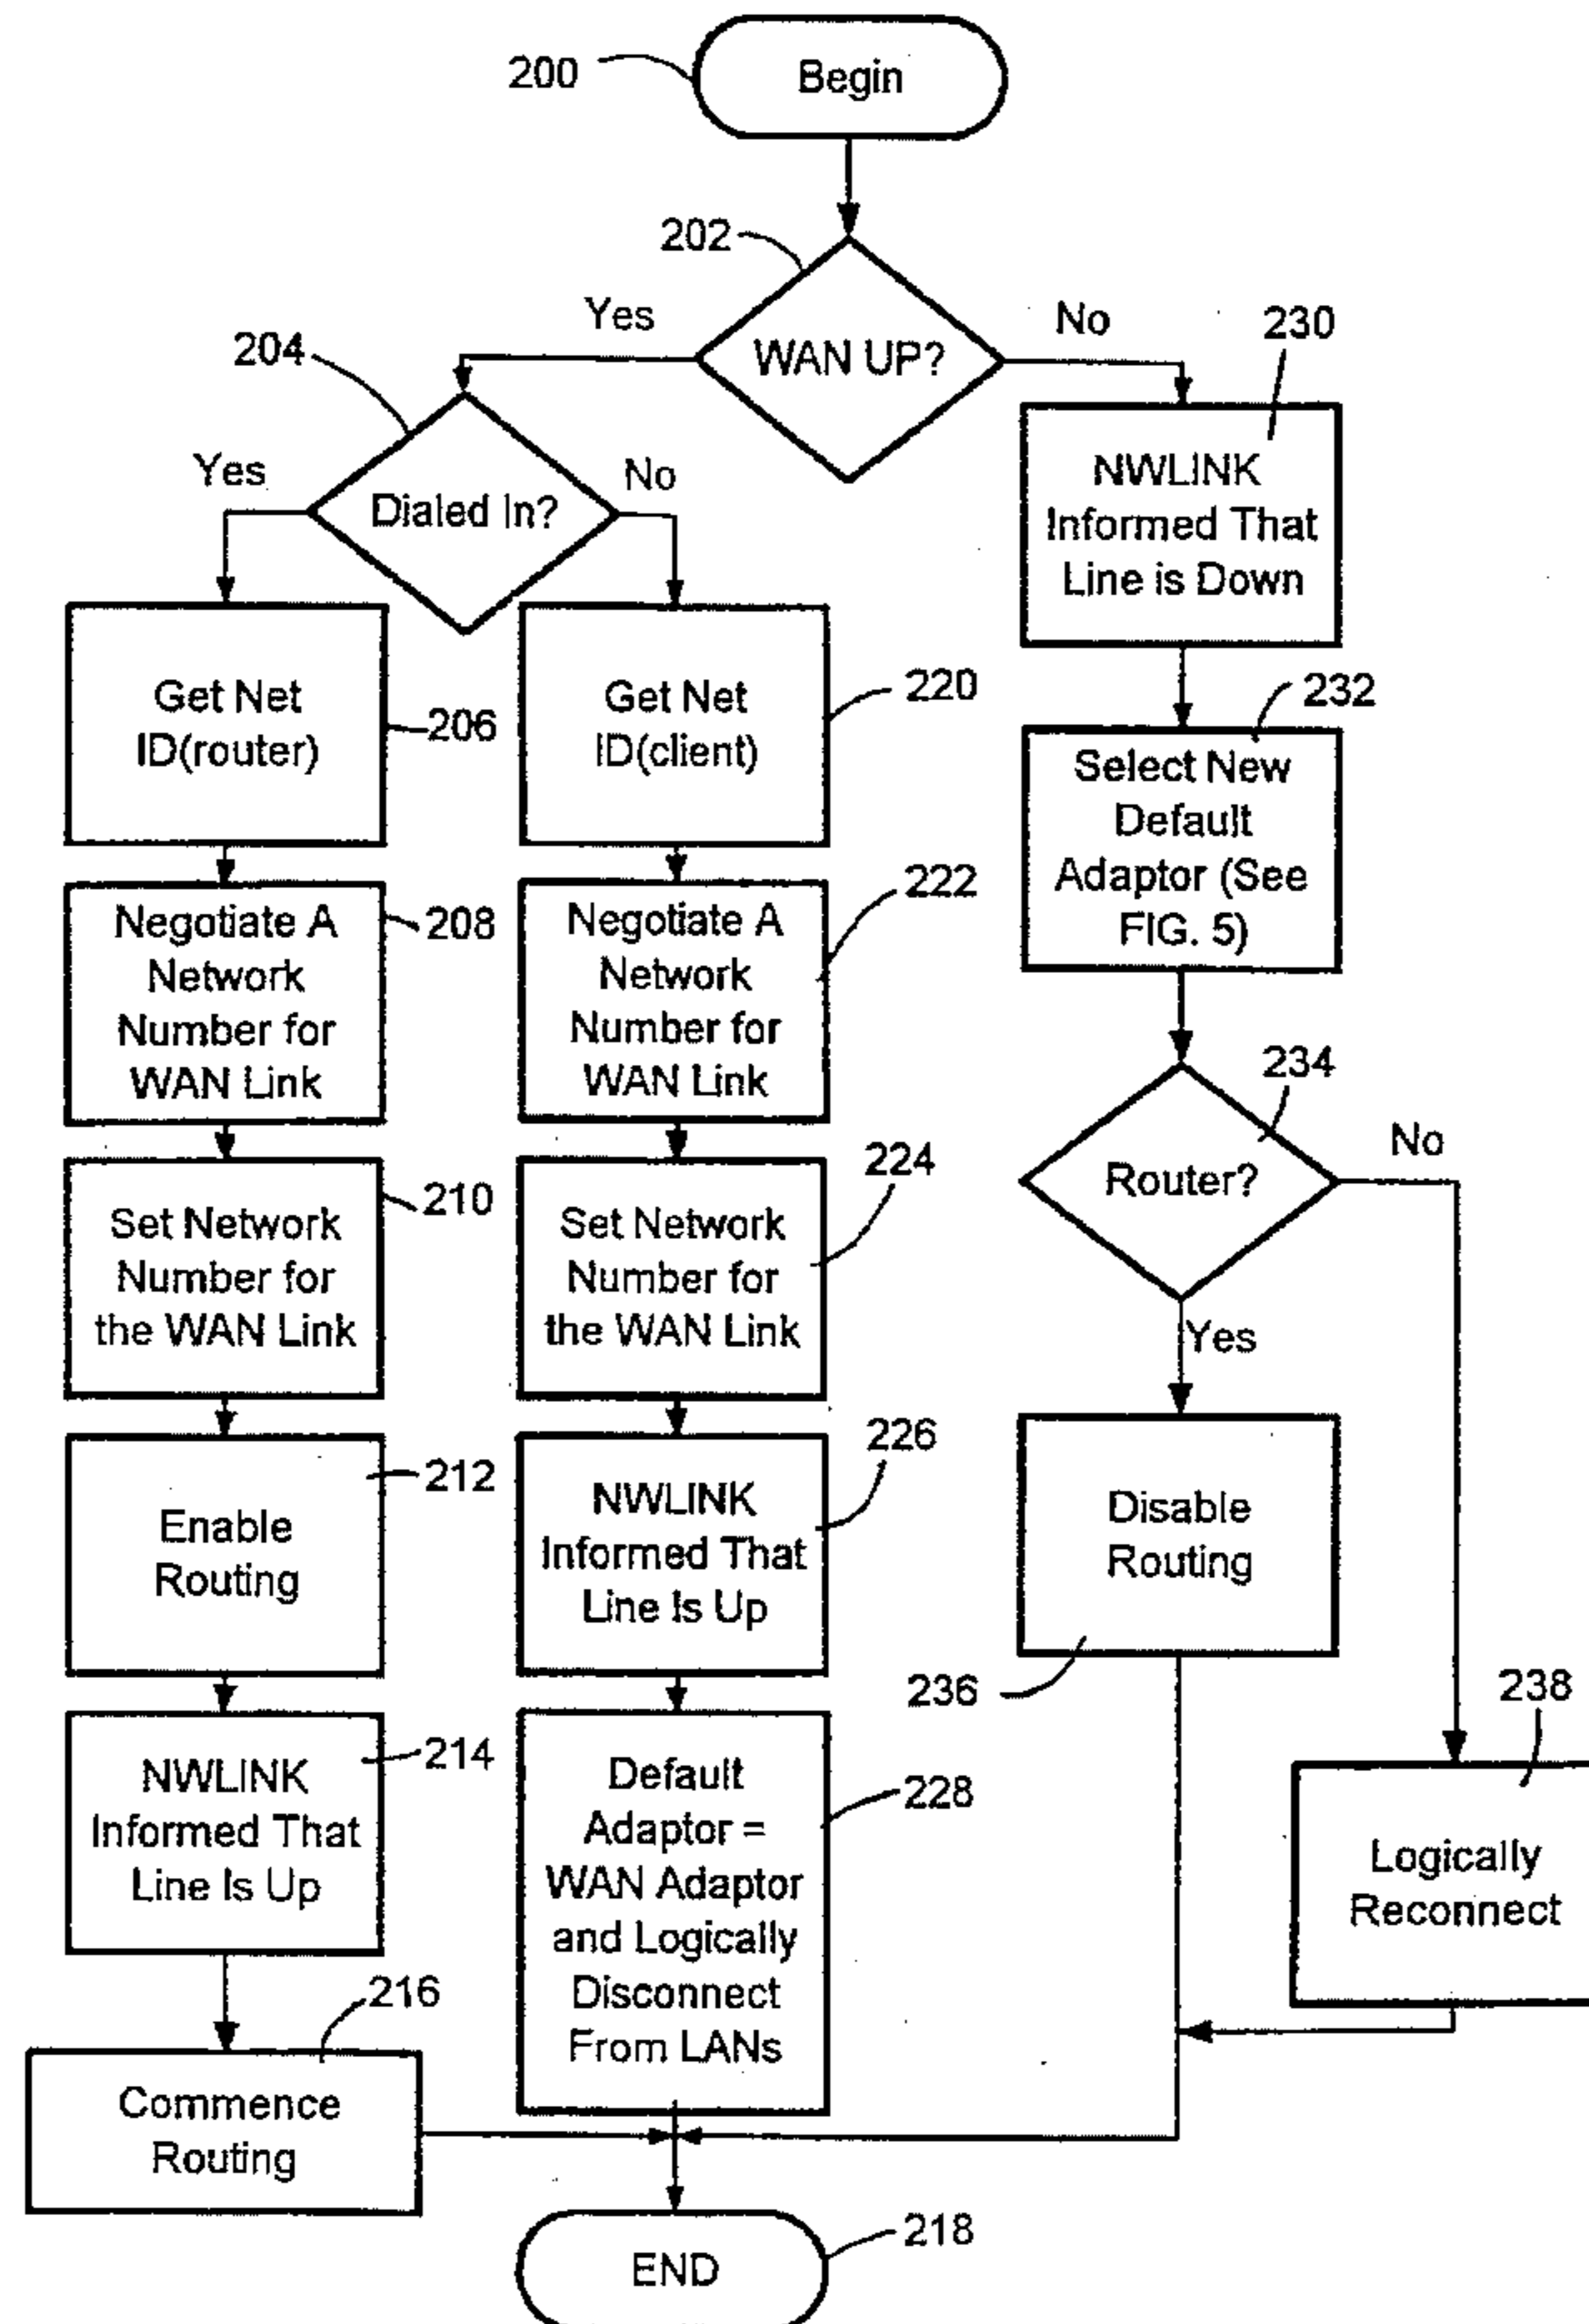 200
Begin
202
Yes
WAN UP?
No
230
204
Yes
Dialed In?
No
NWLINK
Informed That
Line is Down
Get Net
ID(router)
206
Get Net
ID(client)
220
232
Select New
Default
Adaptor (See
FIG. 5)
Negotiate A
Network
Number for
WAN Link
208
Negotiate A
Network
Number for
WAN Link
222
234
Router?
No
Yes
Set Network
Number for
the WAN Link
210
Set Network
Number for
the WAN Link
224
Enable
Routing
212
NWLINK
Informed That
Line Is Up
226
Disable
Routing
236
238
Logically
Reconnect
NWLINK
Informed That
Line Is Up
214
Default
Adaptor =
WAN Adaptor
and Logically
Disconnect
From LANs
228
216
Commence
Routing
END
218